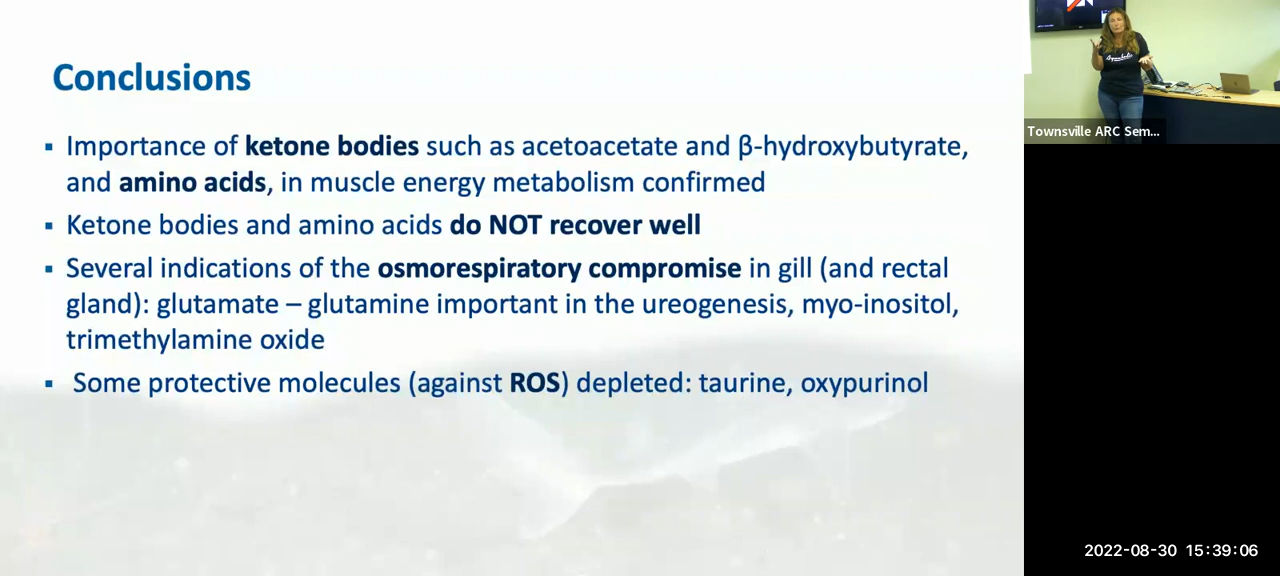 Conclusions
▪ Importance of ketone bodies such as acetoacetate and β-hydroxybutyrate,
and amino acids, in muscle energy metabolism confirmed
▪ Ketone bodies and amino acids do NOT recover well
▪ Several indications of the osmorespiratory compromise in gill (and rectal
gland): glutamate – glutamine important in the ureogenesis, myo-inositol,
trimethylamine oxide
▪ Some protective molecules (against ROS) depleted: taurine, oxypurinol
Townsville ARC Sem...
2022-08-30 15:39:06